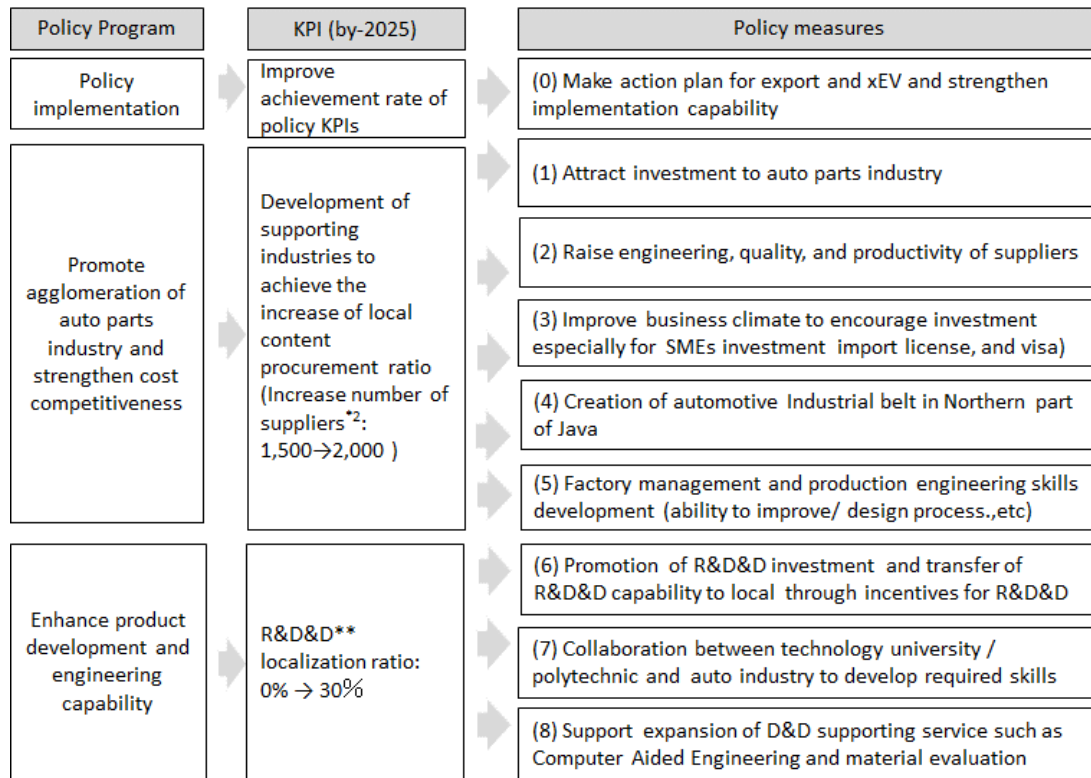 Policy Program
KPI (by-2025)
Policy measures
Policy
implementation
Improve
achievement rate of
policy KPIs
(0) Make action plan for export and xEV and strengthen
implementation capability
Promote
agglomeration of
auto parts
industry and
strengthen cost
competitiveness
Development of
supporting
industries to
achieve the
increase of local
content
procurement ratio
(Increase number of
suppliers*2:
1,500→2,000 )
(1) Attract investment to auto parts industry
(2) Raise engineering, quality, and productivity of suppliers
(3) Improve business climate to encourage investment
especially for SMEs investment import license, and visa)
(4) Creation of automotive Industrial belt in Northern part
of Java
(5) Factory management and production engineering skills
development (ability to improve/ design process.,etc)
Enhance product
development and
engineering
capability
R&D&D**
localization ratio:
0% → 30%
(6) Promotion of R&D&D investment and transfer of
R&D&D capability to local through incentives for R&D&D
(7) Collaboration between technology university /
polytechnic and auto industry to develop required skills
(8) Support expansion of D&D supporting service such as
Computer Aided Engineering and material evaluation